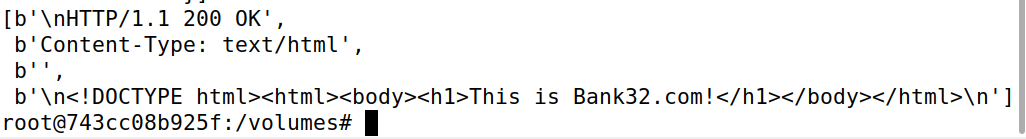 [b'\nHTTP/1.1 200 OK',
 b'Content-Type: text/html',
 b'',
 b'\n<!DOCTYPE html><html><body><h1>This is Bank32.com!</h1></body></html>\n']
root@743cc08b925f:/volumes#